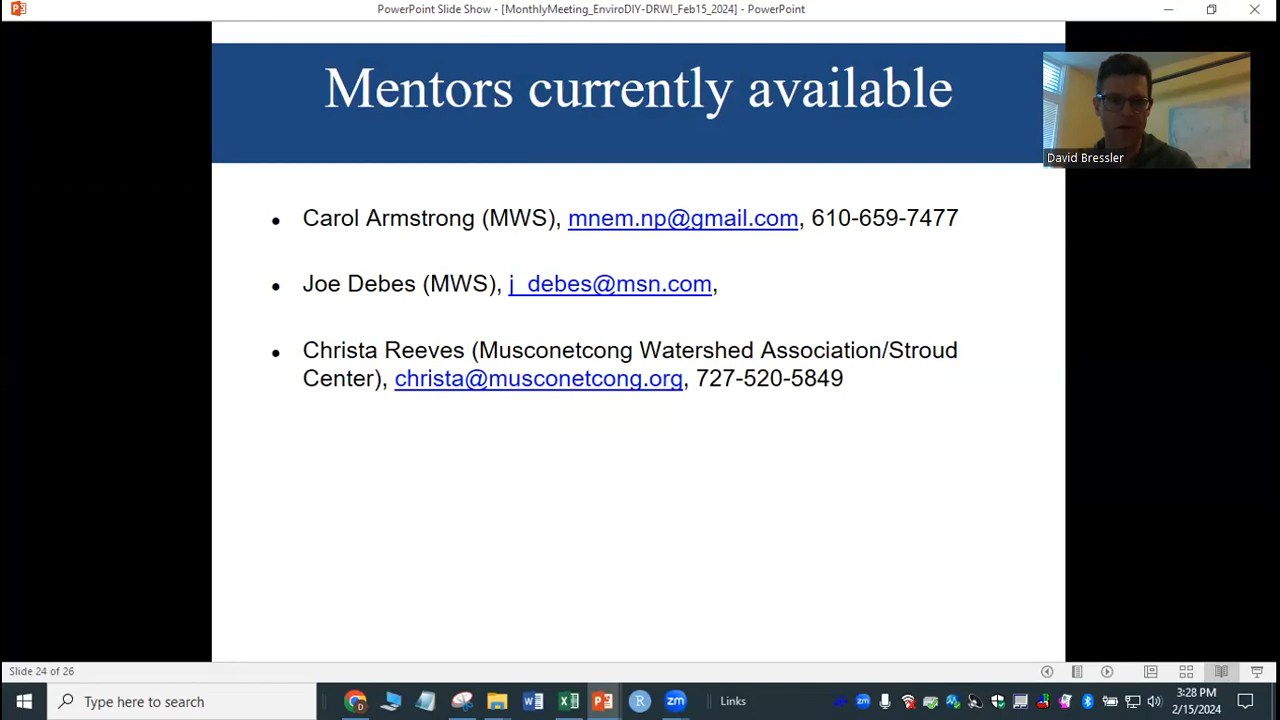 PowerPoint Slide Show - [MonthlyMeeting_EnviroDIY-DRWI_Feb15_2024] - PowerPoint
Mentors currently available
David Bressler
• Carol Armstrong (MWS), mnem.np@gmail.com, 610-659-7477
• Joe Debes (MWS), j_debes@msn.com,
• Christa Reeves (Musconetcong Watershed Association/Stroud
Center), christa@musconetcong.org, 727-520-5849
Slide 24 of 26
Type here to search
Links
3:28 PM
2/15/2024